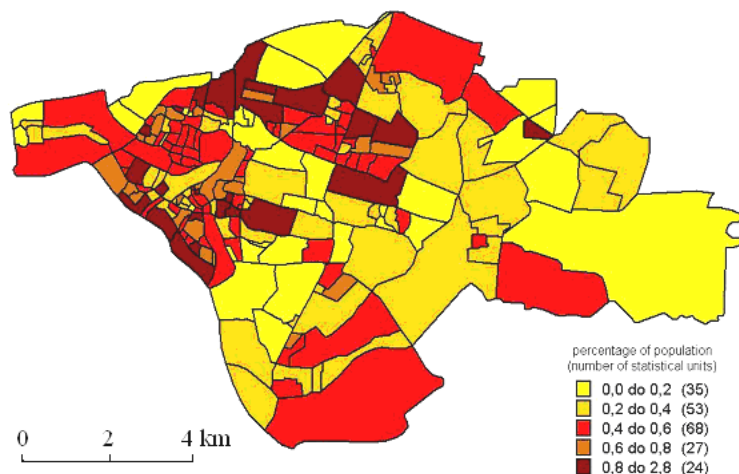 percentage of population
(number of statistical units)
0,0 do 0,2 (35)
0,2 do 0,4 (53)
0,4 do 0,6 (68)
0,6 do 0,8 (27)
0,8 do 2,8 (24)
0 2 4 km